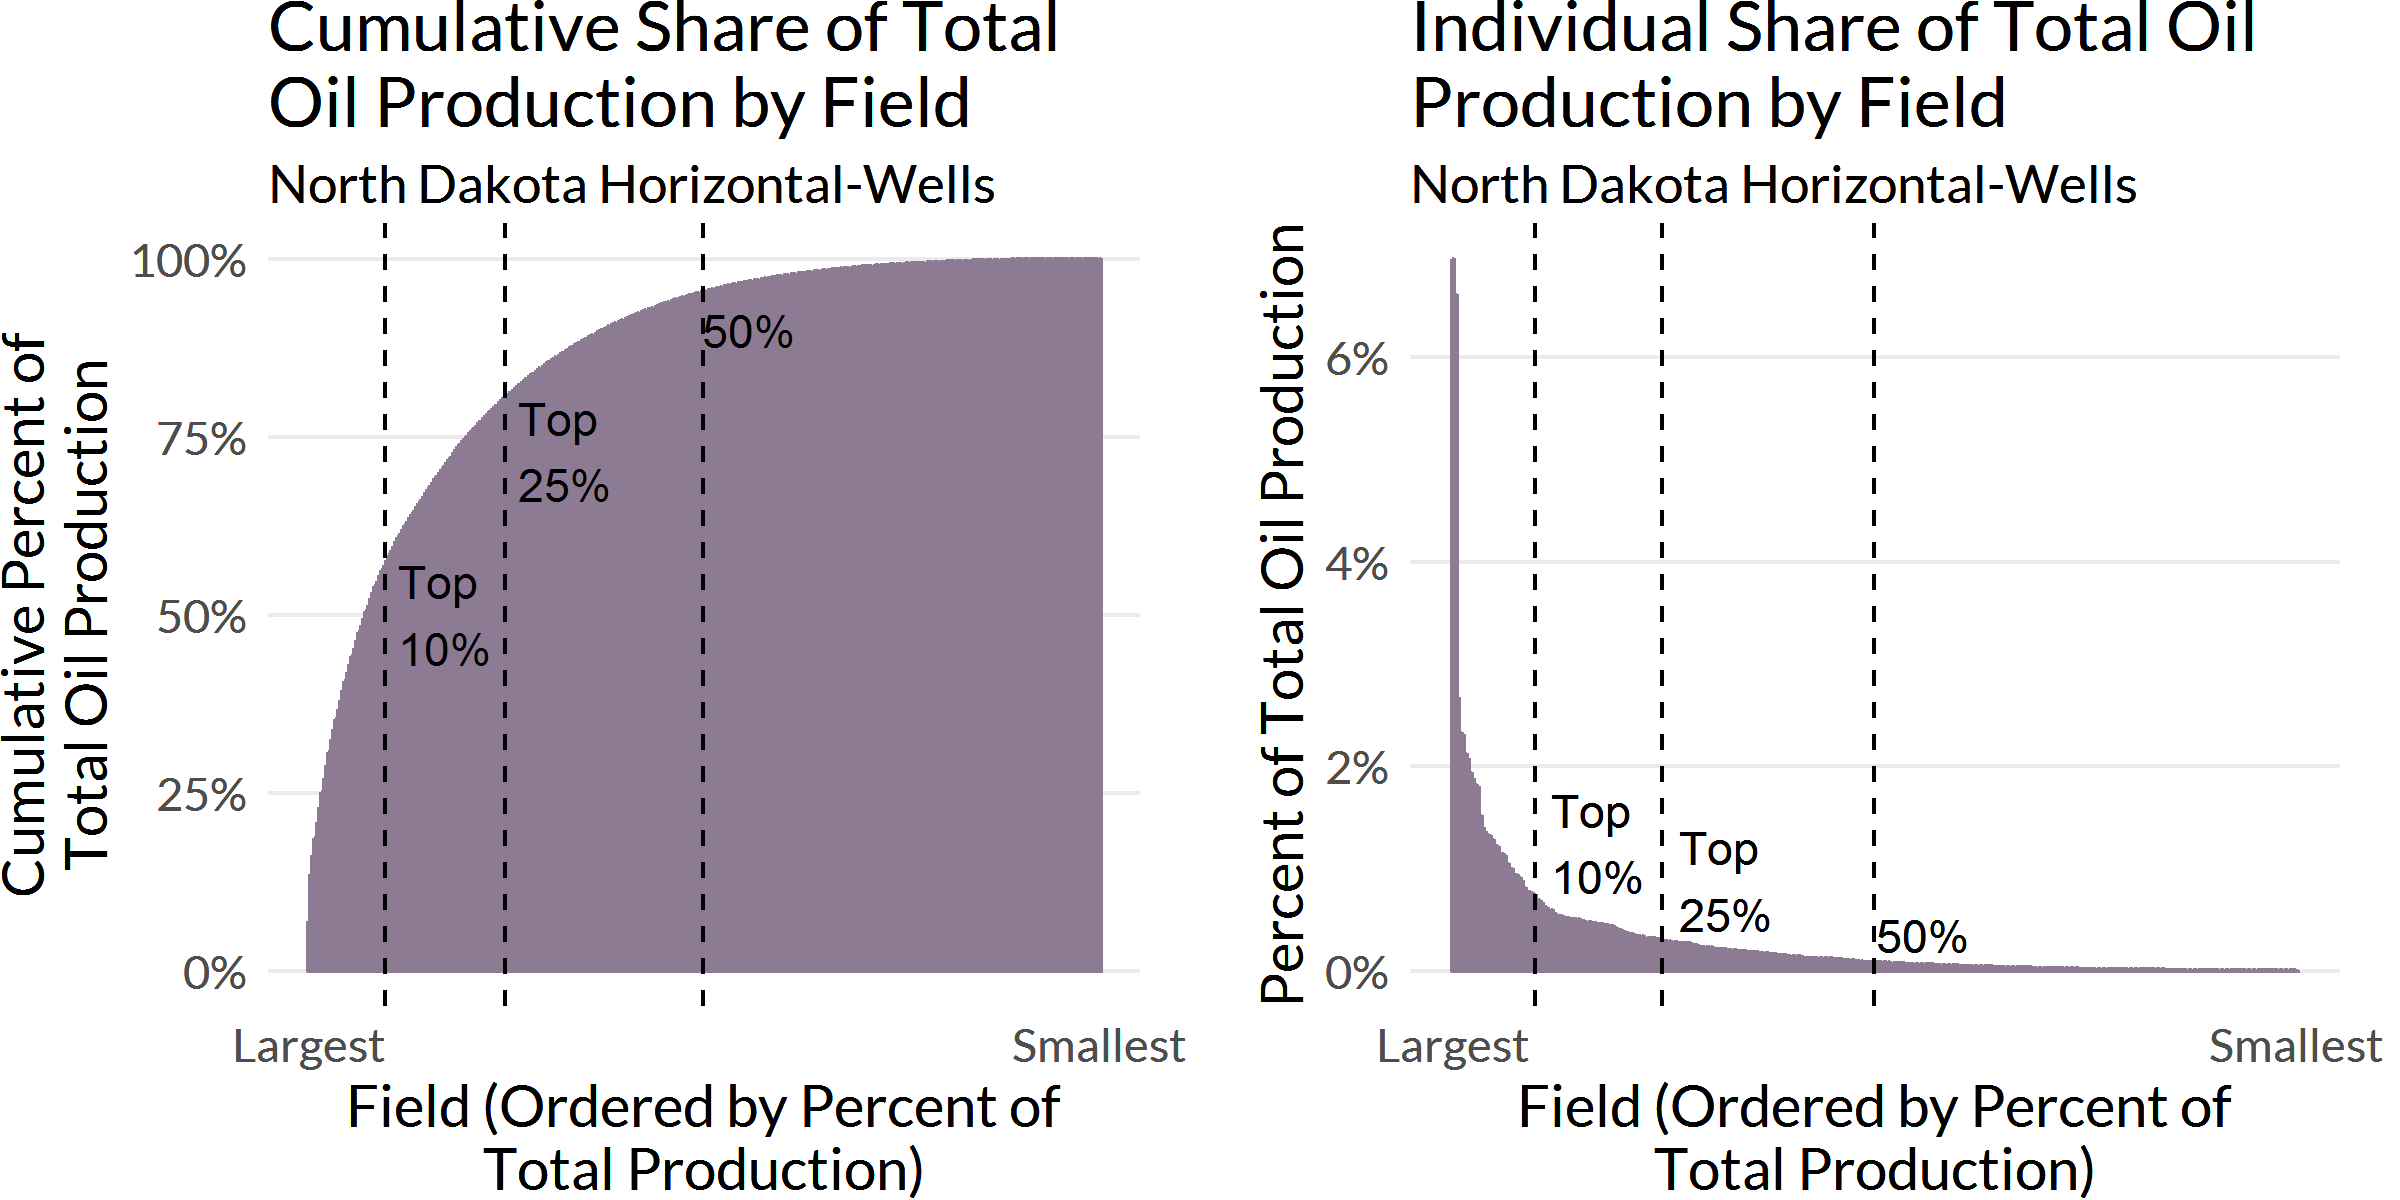 Cumulative Share of Total
Oil Production by Field
North Dakota Horizontal-Wells
Cumulative Percent of
Total Oil Production
100%
75%
50%
25%
0%
50%
Top
25%
Top
10%
Largest
Smallest
Field (Ordered by Percent of
Total Production)
Individual Share of Total Oil
Production by Field
North Dakota Horizontal-Wells
Percent of Total Oil Production
6%
4%
2%
0%
Top
10%
Top
25%
50%
Largest
Smallest
Field (Ordered by Percent of
Total Production)